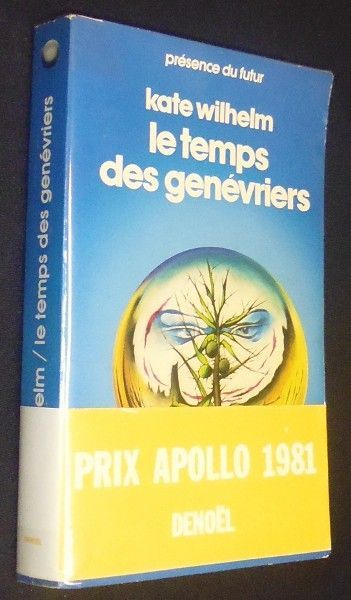 présence du futur
kate wilhelm
le temps
des genévriers
PRIX APOLLO 1981
DENOËL
elm / le temps des genévriers